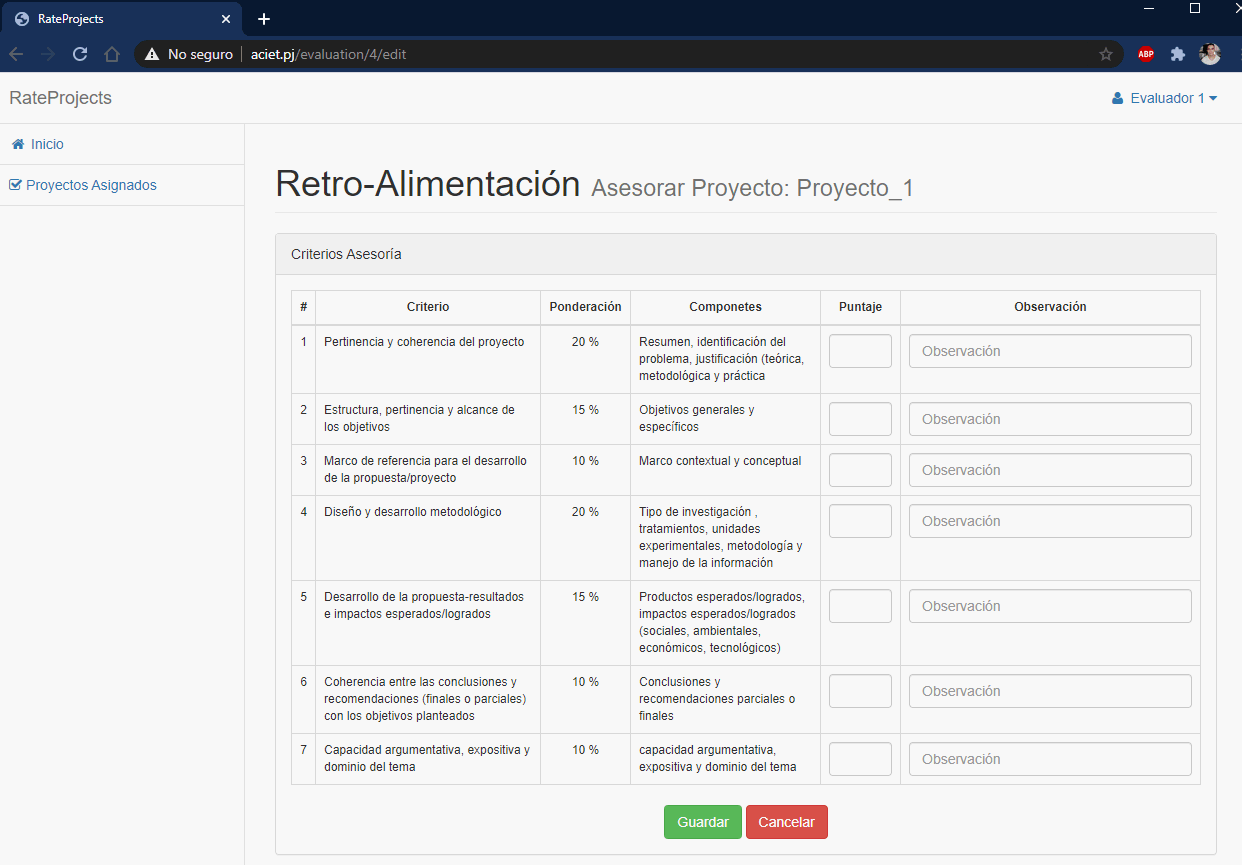 RateProjects
No seguro
aciet.pj/evaluation/4/edit
ABP
RateProjects
Evaluador 1
Inicio
Proyectos Asignados
Retro-Alimentación Asesorar Proyecto: Proyecto_1
Criterios Asesoría
# Criterio Ponderación Componetes Puntaje Observación
1 Pertinencia y coherencia del proyecto 20 % Resumen, identificación del
problema, justificación (teórica,
metodológica y práctica
Observación
2 Estructura, pertinencia y alcance de
los objetivos
15 %
Objetivos generales y
específicos
Observación
3 Marco de referencia para el desarrollo
de la propuesta/proyecto
10 %
Marco contextual y conceptual
Observación
4 Diseño y desarrollo metodológico 20 % Tipo de investigación ,
tratamientos, unidades
experimentales, metodología y
manejo de la información
Observación
5 Desarrollo de la propuesta-resultados
e impactos esperados/logrados
15 %
Productos esperados/logrados,
impactos esperados/logrados
(sociales, ambientales,
económicos, tecnológicos)
Observación
6 Coherencia entre las conclusiones y
recomendaciones (finales o parciales)
con los objetivos planteados
10 %
Conclusiones y
recomendaciones parciales o
finales
Observación
7 Capacidad argumentativa, expositiva y
dominio del tema
10 %
capacidad argumentativa,
expositiva y dominio del tema
Observación
Guardar
Cancelar